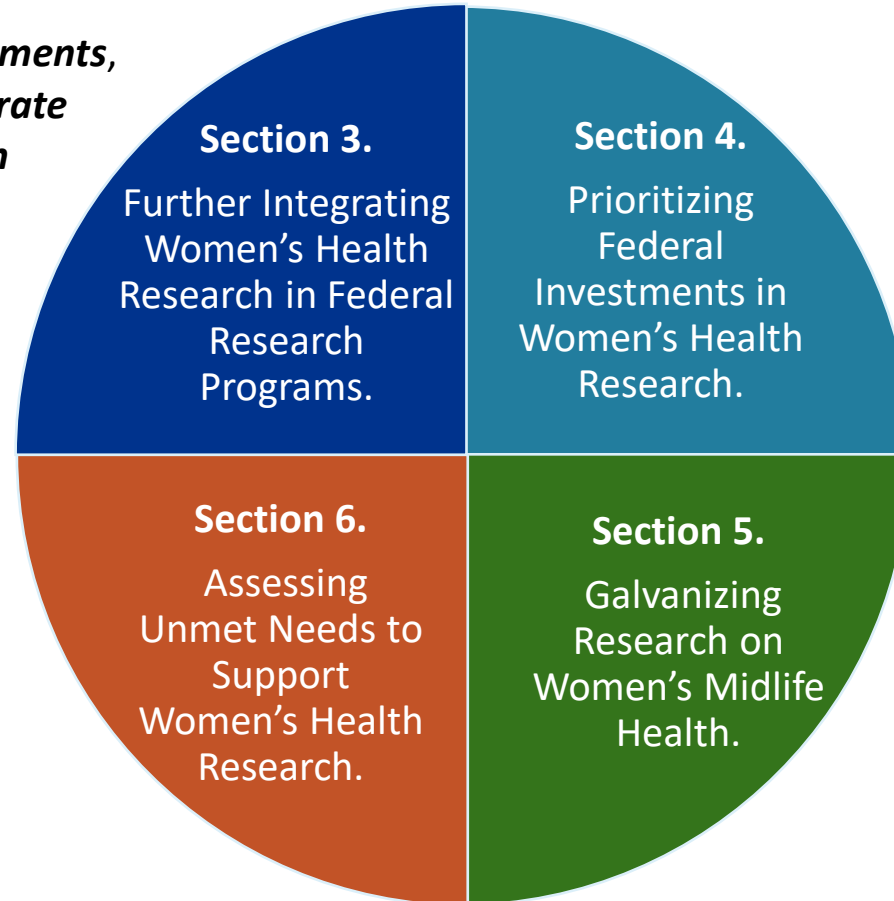 ments,
rate
n
Section 3.
Further Integrating
Women’s Health
Research in Federal
Research
Programs.
Section 4.
Prioritizing
Federal
Investments in
Women’s Health
Research.
Section 6.
Assessing
Unmet Needs to
Support
Women’s Health
Research.
Section 5.
Galvanizing
Research on
Women’s Midlife
Health.